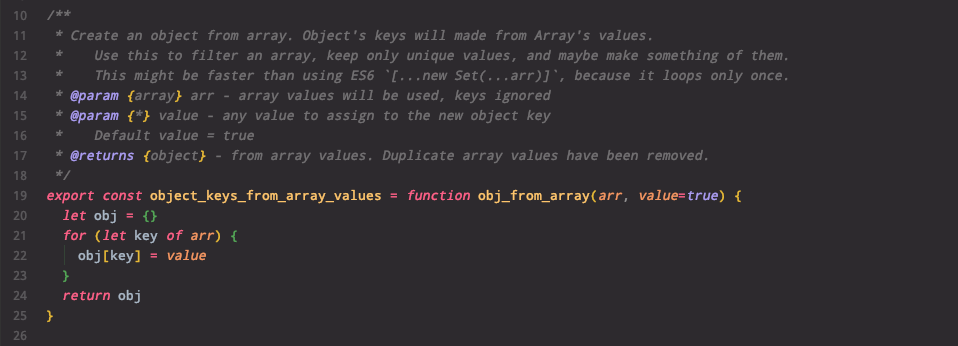 10 /**
11  * Create an object from array. Object's keys will made from Array's values.
12  *    Use this to filter an array, keep only unique values, and maybe make something of them.
13  *    This might be faster than using ES6 `[...new Set(...arr)]`, because it loops only once.
14  * @param {array} arr - array values will be used, keys ignored
15  * @param {*} value - any value to assign to the new object key
16  *    Default value = true
17  * @returns {object} - from array values. Duplicate array values have been removed.
18  */
19 export const object_keys_from_array_values = function obj_from_array(arr, value=true) {
20   let obj = {}
21   for (let key of arr) {
22     obj[key] = value
23   }
24   return obj
25 }
26